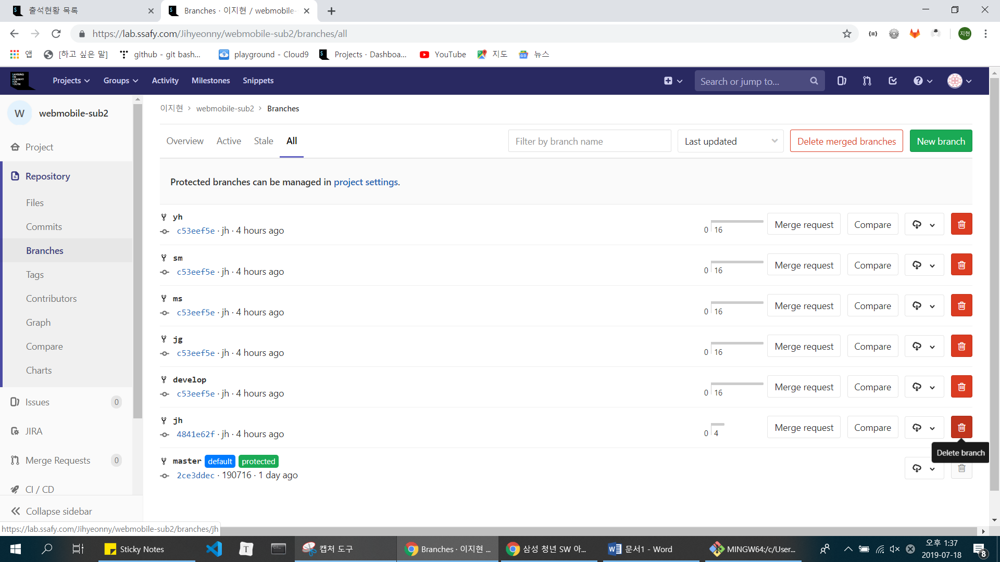 출석현황 목록
Branches · 이지현 / webmobile-
https://lab.ssafy.com/Jihyeonny/webmobile-sub2/branches/all
지현
앱
[하고 싶은 말]
github - git bash...
playground - Cloud9
Projects · Dashboa...
YouTube
지도
뉴스
SAMSUNG
SW
ACADEMY
FOR
YOUTH
Projects
Groups
Activity
Milestones
Snippets
Search or jump to...
W
webmobile-sub2
Project
Repository
Files
Commits
Branches
Tags
Contributors
Graph
Compare
Charts
Issues 0
JIRA
Merge Requests 0
CI / CD
Collapse sidebar
이지현 > webmobile-sub2 > Branches
Overview Active Stale All
Filter by branch name
Last updated
Delete merged branches
New branch
Protected branches can be managed in project settings.
yh
c53eef5e · jh · 4 hours ago
0 16 Merge request Compare
sm
c53eef5e · jh · 4 hours ago
0 16 Merge request Compare
ms
c53eef5e · jh · 4 hours ago
0 16 Merge request Compare
jg
c53eef5e · jh · 4 hours ago
0 16 Merge request Compare
develop
c53eef5e · jh · 4 hours ago
0 16 Merge request Compare
jh
4841e62f · jh · 4 hours ago
0 4 Merge request Compare
Delete branch
master default protected
2ce3ddec · 190716 · 1 day ago
https://lab.ssafy.com/Jihyeonny/webmobile-sub2/branches/jh
Sticky Notes
T
캡처 도구
Branches · 이지현 ...
삼성 청년 SW 아...
문서1 - Word
MINGW64:/c/User...
오후 1:37
2019-07-18
8